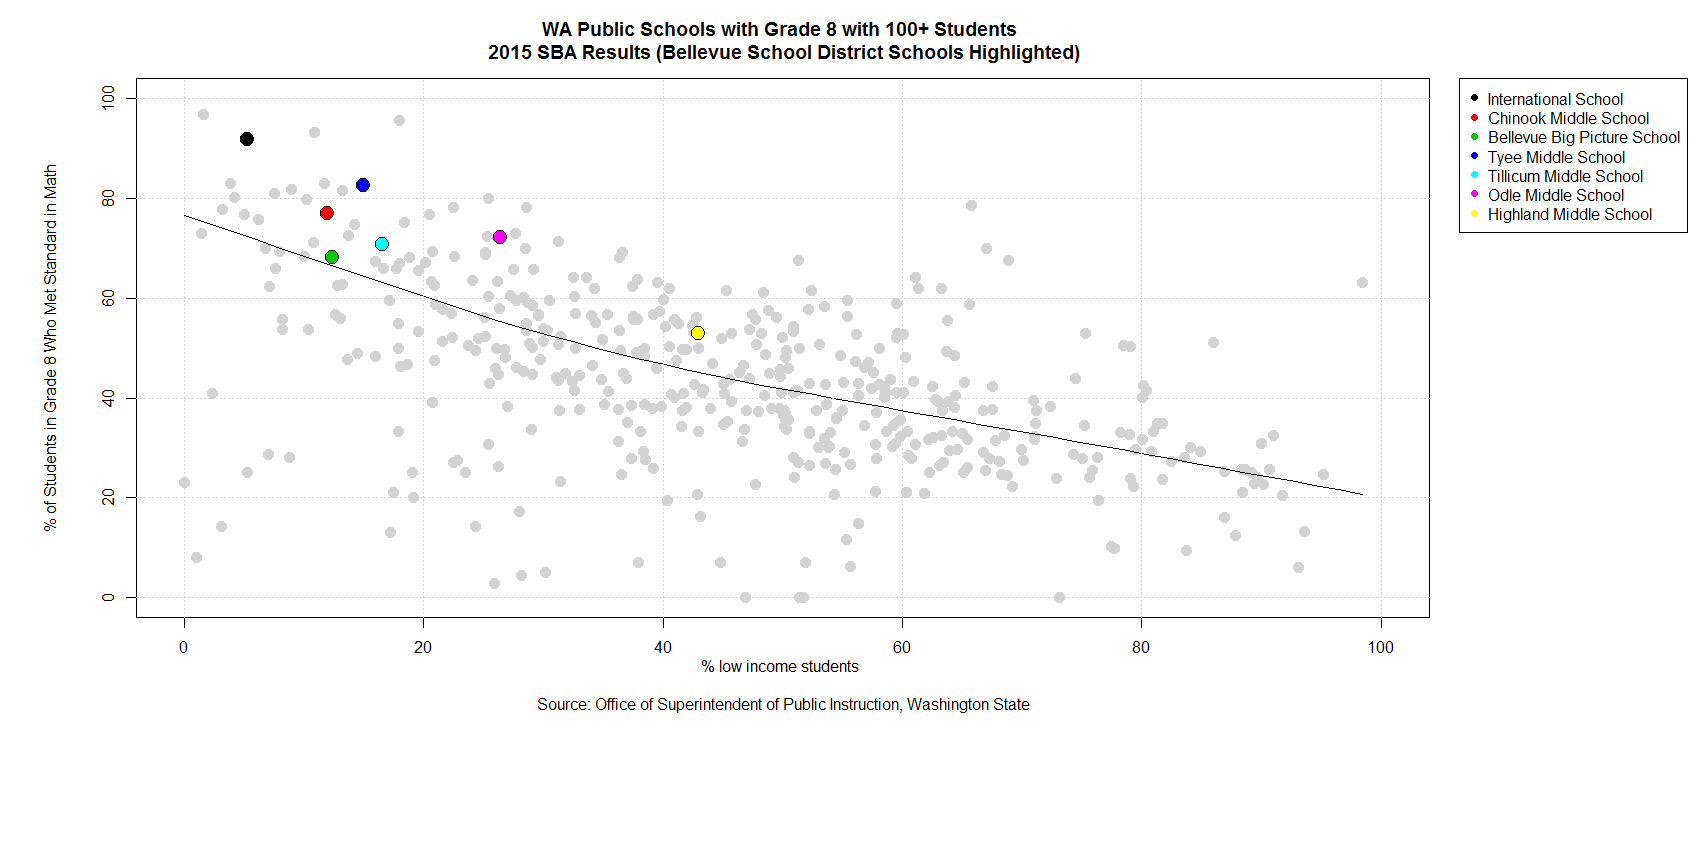 WA Public Schools with Grade 8 with 100+ Students
2015 SBA Results (Bellevue School District Schools Highlighted)
% of Students in Grade 8 Who Met Standard in Math
100
80
60
40
20
0
0 20 40 60 80 100
% low income students
Source: Office of Superintendent of Public Instruction, Washington State
International School
Chinook Middle School
Bellevue Big Picture School
Tyee Middle School
Tillicum Middle School
Odle Middle School
Highland Middle School